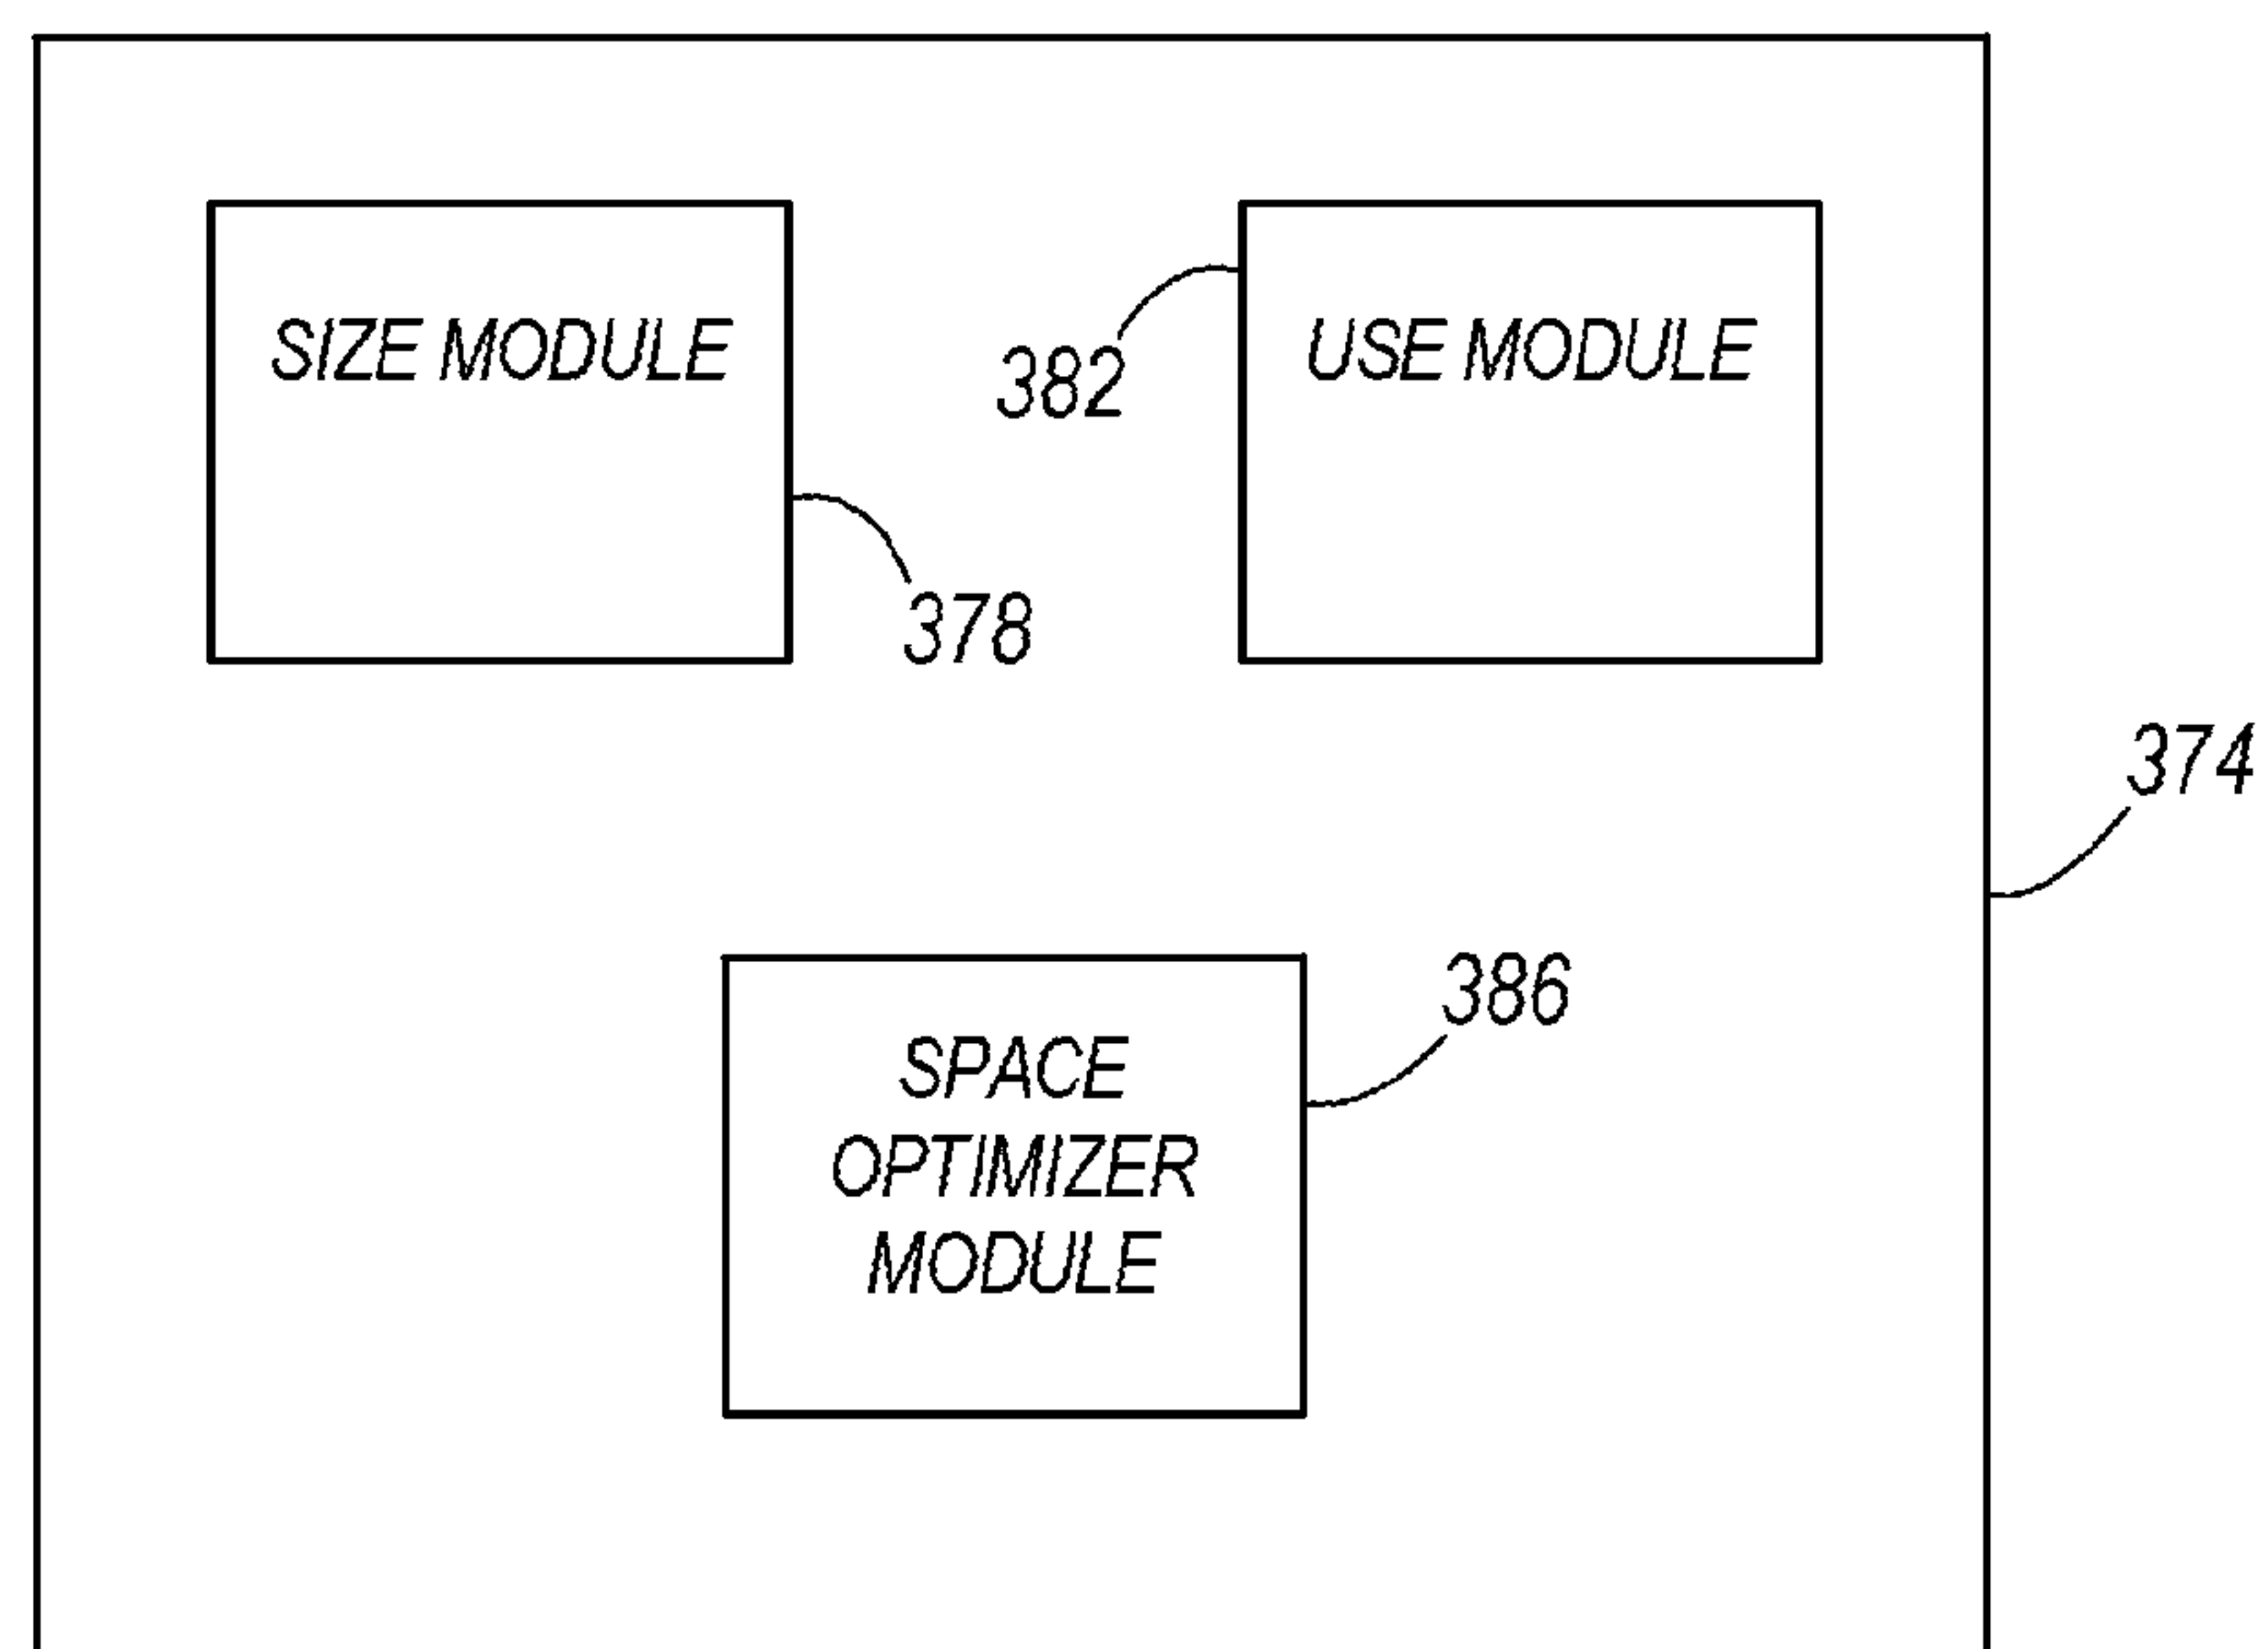 SIZE MODULE
USE MODULE
382
378
374
386
SPACE
OPTIMIZER
MODULE